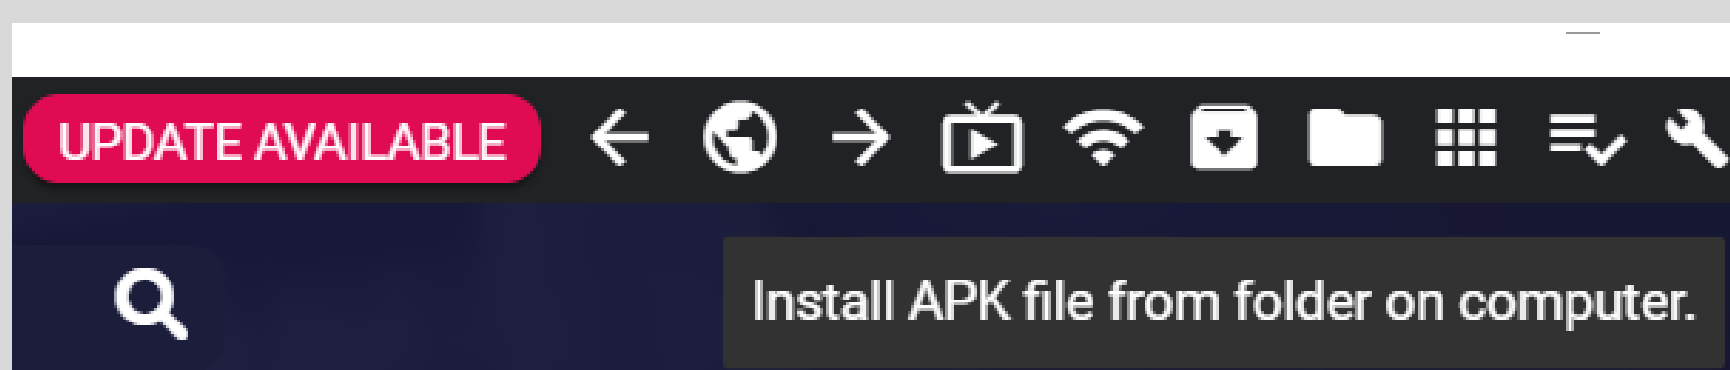 UPDATE AVAILABLE
Install APK file from folder on computer.